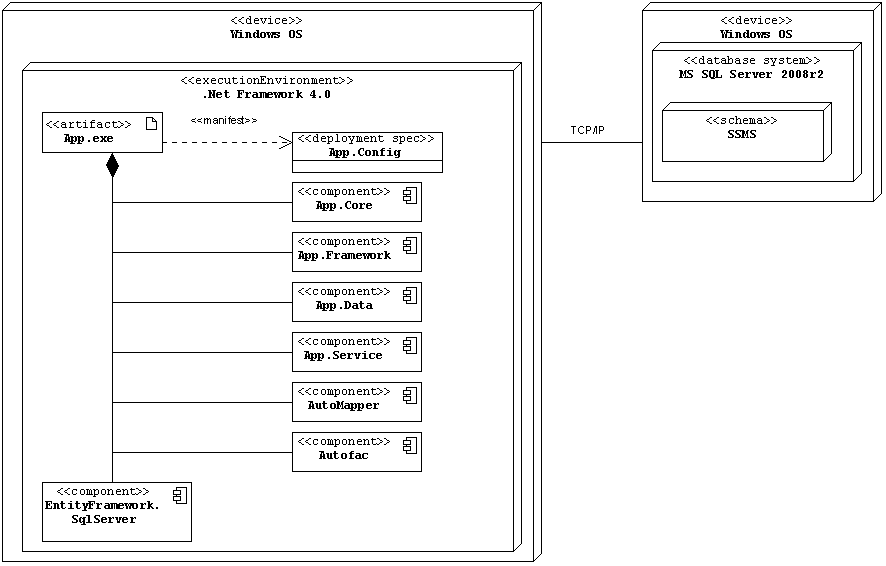 <<device>>
Windows OS
<<executionEnvironment>>
.Net Framework 4.0
<<artifact>>
App.exe
<<manifest>>
<<deployment spec>>
App.Config
<<component>>
App.Core
<<component>>
App.Framework
<<component>>
App.Data
<<component>>
App.Service
<<component>>
AutoMapper
<<component>>
Autofac
<<component>>
EntityFramework.
SqlServer
TCP/IP
<<device>>
Windows OS
<<database system>>
MS SQL Server 2008r2
<<schema>>
SSMS